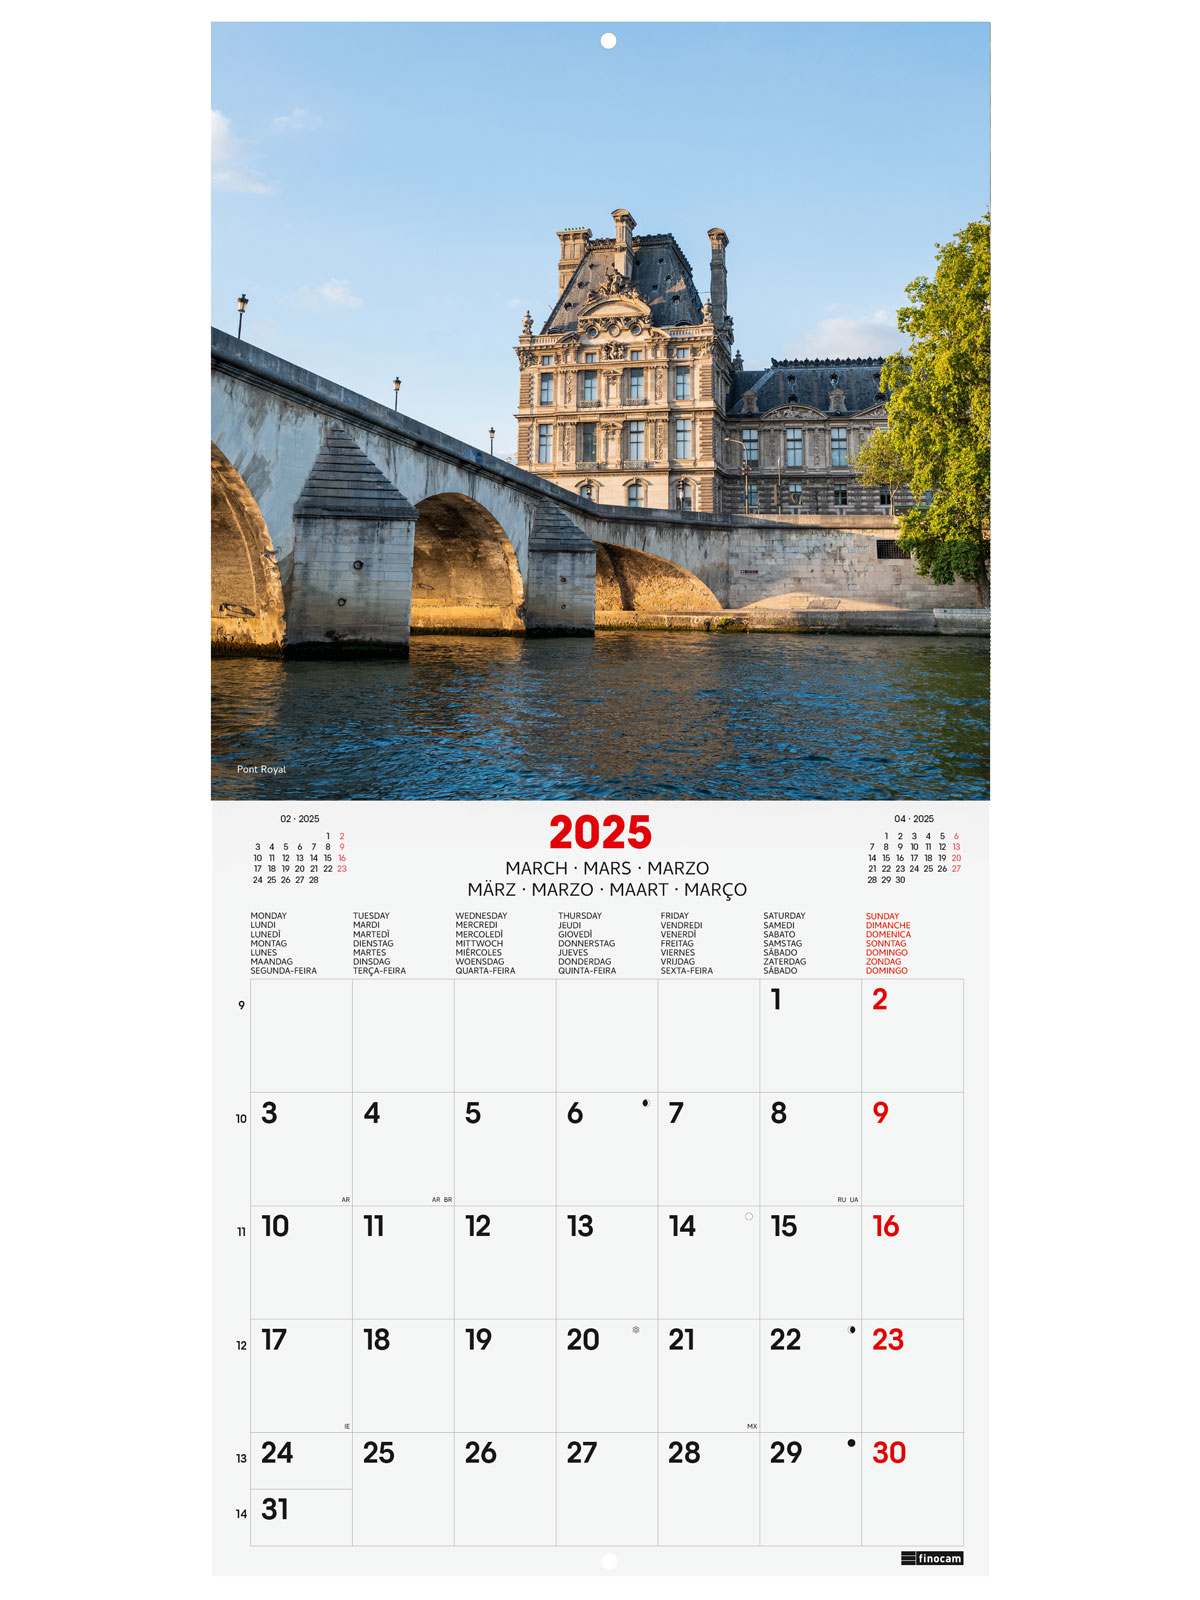 Pont Royal
02 · 2025
1 2
3 4 5 6 7 8 9
10 11 12 13 14 15 16
17 18 19 20 21 22 23
24 25 26 27 28
2025
MARCH · MARS · MARZO
MÄRZ · MARZO · MAART · MARÇO
04 · 2025
1 2 3 4 5 6
7 8 9 10 11 12 13
14 15 16 17 18 19 20
21 22 23 24 25 26 27
28 29 30
MONDAY TUESDAY WEDNESDAY THURSDAY FRIDAY SATURDAY SUNDAY
LUNDI MARDI MERCREDI JEUDI VENDREDI SAMEDI DIMANCHE
LUNEDÌ MARTEDÌ MERCOLEDÌ GIOVEDÌ VENERDÌ SABATO DOMENICA
MONTAG DIENSTAG MITTWOCH DONNERSTAG FREITAG SAMSTAG SONNTAG
LUNES MARTES MIÉRCOLES JUEVES VIERNES SÁBADO DOMINGO
MAANDAG DINSDAG WOENSDAG DONDERDAG VRIJDAG ZATERDAG ZONDAG
SEGUNDA-FEIRA TERÇA-FEIRA QUARTA-FEIRA QUINTA-FEIRA SEXTA-FEIRA SÁBADO DOMINGO
9 1 2
10 3 4 5 6 7 8 9
AR AR BR RU UA
11 10 11 12 13 14 15 16
12 17 18 19 20 21 22 23
IE MX
13 24 25 26 27 28 29 30
14 31
finocam